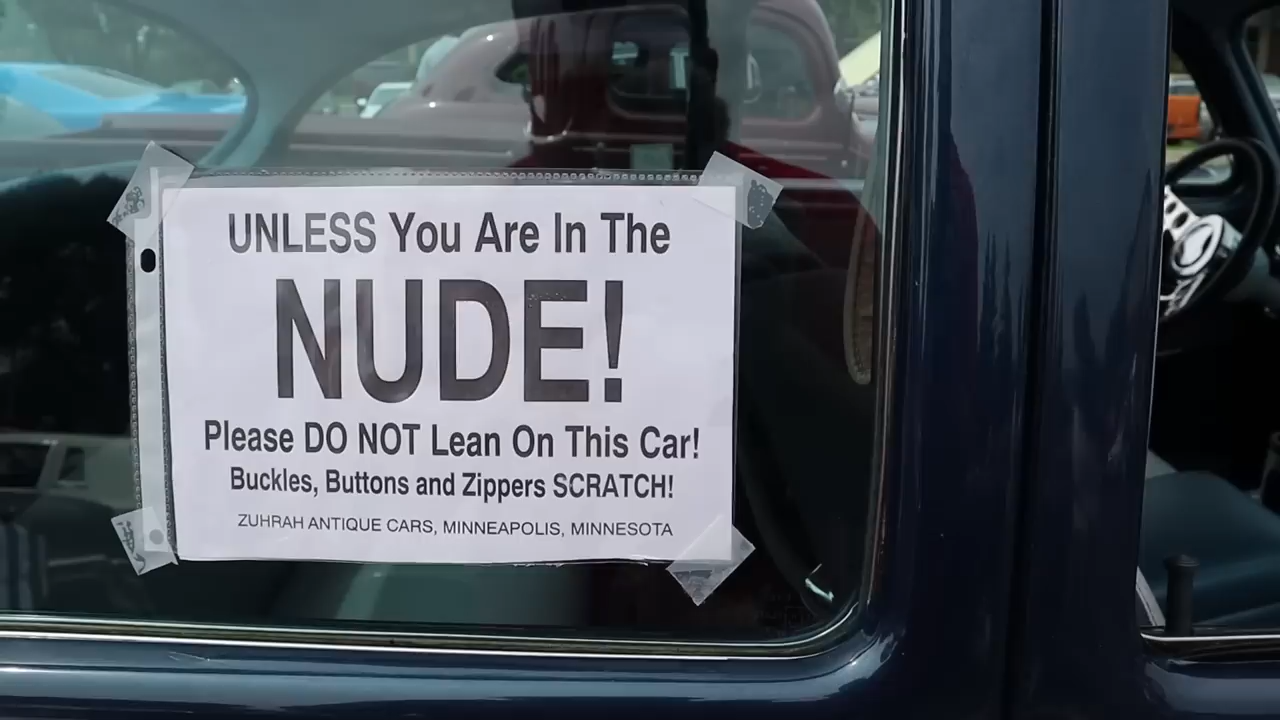 UNLESS You Are In The
NUDE!
Please DO NOT Lean On This Car!
Buckles, Buttons and Zippers SCRATCH!
ZUHRAH ANTIQUE CARS, MINNEAPOLIS, MINNESOTA